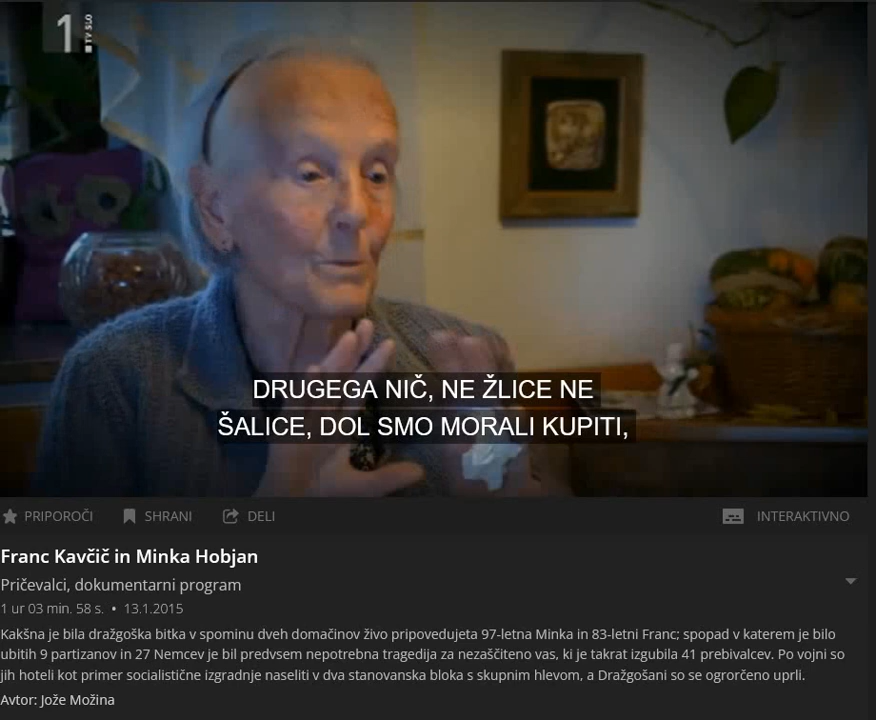 1
TV SLO
DRUGEGA NIČ, NE ŽLICE NE
ŠALICE, DOL SMO MORALI KUPITI,
PRIPOROČI SHRANI DELI INTERAKTIVNO
Franc Kavčič in Minka Hobjan
Pričevalci, dokumentarni program
1 ur 03 min. 58 s. • 13.1.2015
Kakšna je bila dražgoška bitka v spominu dveh domačinov živo pripovedujeta 97-letna Minka in 83-letni Franc; spopad v katerem je bilo
ubitih 9 partizanov in 27 Nemcev je bil predvsem nepotrebna tragedija za nezaščiteno vas, ki je takrat izgubila 41 prebivalcev. Po vojni so
jih hoteli kot primer socialistične izgradnje naseliti v dva stanovanska bloka s skupnim hlevom, a Dražgošani so se ogrorčeno uprli.
Avtor: Jože Možina